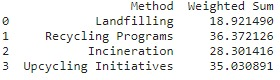 Method Weighted Sum
0 Landfilling 18.921490
1 Recycling Programs 36.372126
2 Incineration 28.301416
3 Upcycling Initiatives 35.030891